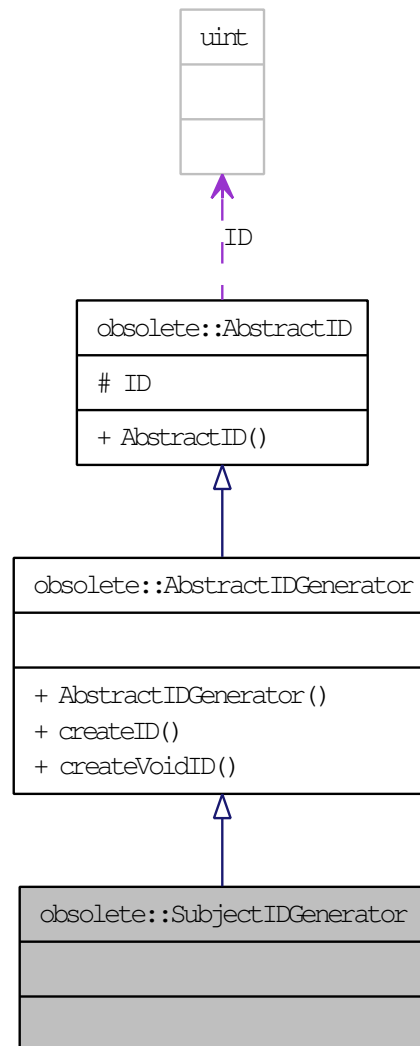 uint
ID
obsolete::AbstractID
# ID
+ AbstractID()
obsolete::AbstractIDGenerator
+ AbstractIDGenerator()
+ createID()
+ createVoidID()
obsolete::SubjectIDGenerator